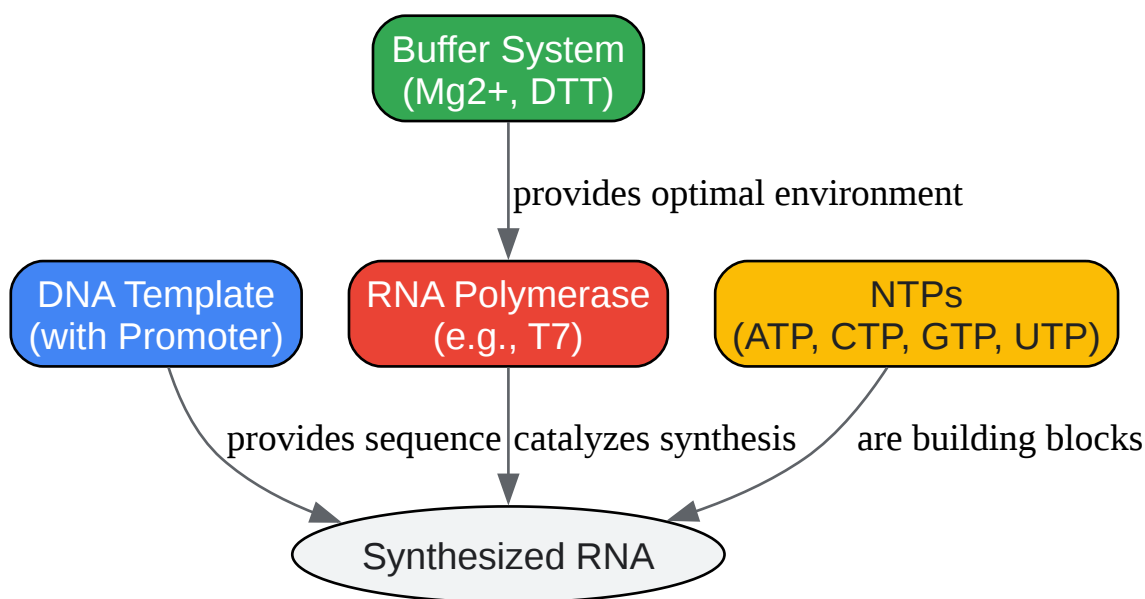 Buffer System
(Mg2+, DTT)
provides optimal environment
DNA Template
(with Promoter)
RNA Polymerase
(e.g., T7)
NTPs
(ATP, CTP, GTP, UTP)
provides sequence
catalyzes synthesis
are building blocks
Synthesized RNA